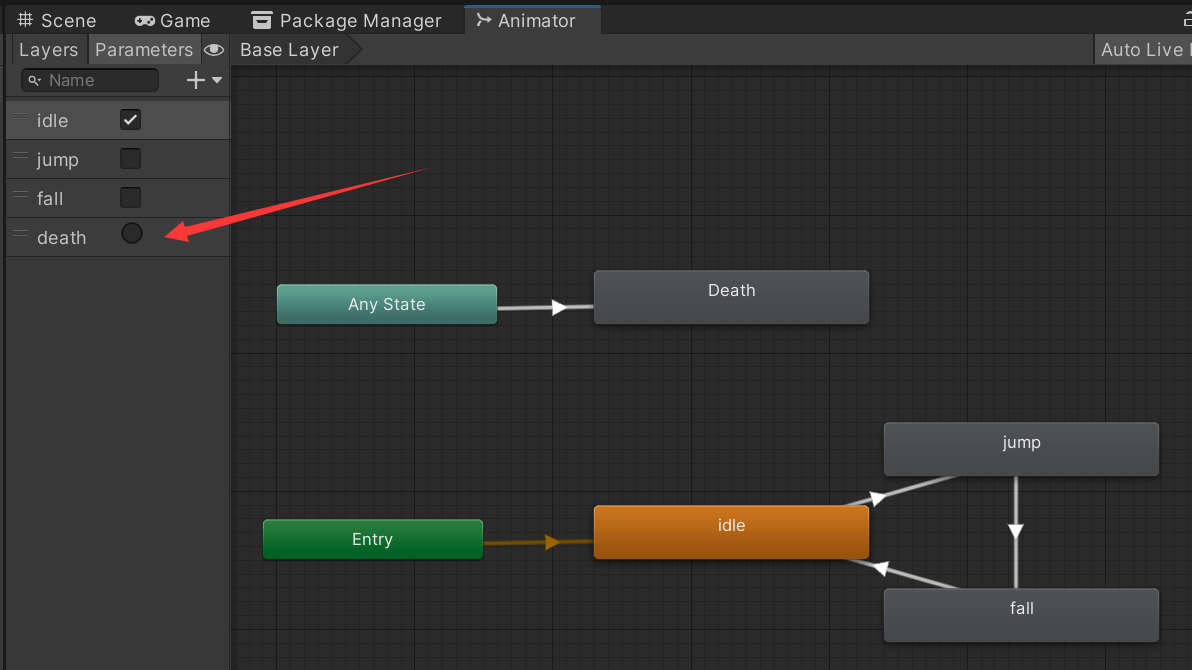 Scene Game Package Manager Animator
Layers Parameters Base Layer Auto Live
Name
idle
jump
fall
death
Any State
Death
jump
Entry
idle
fall